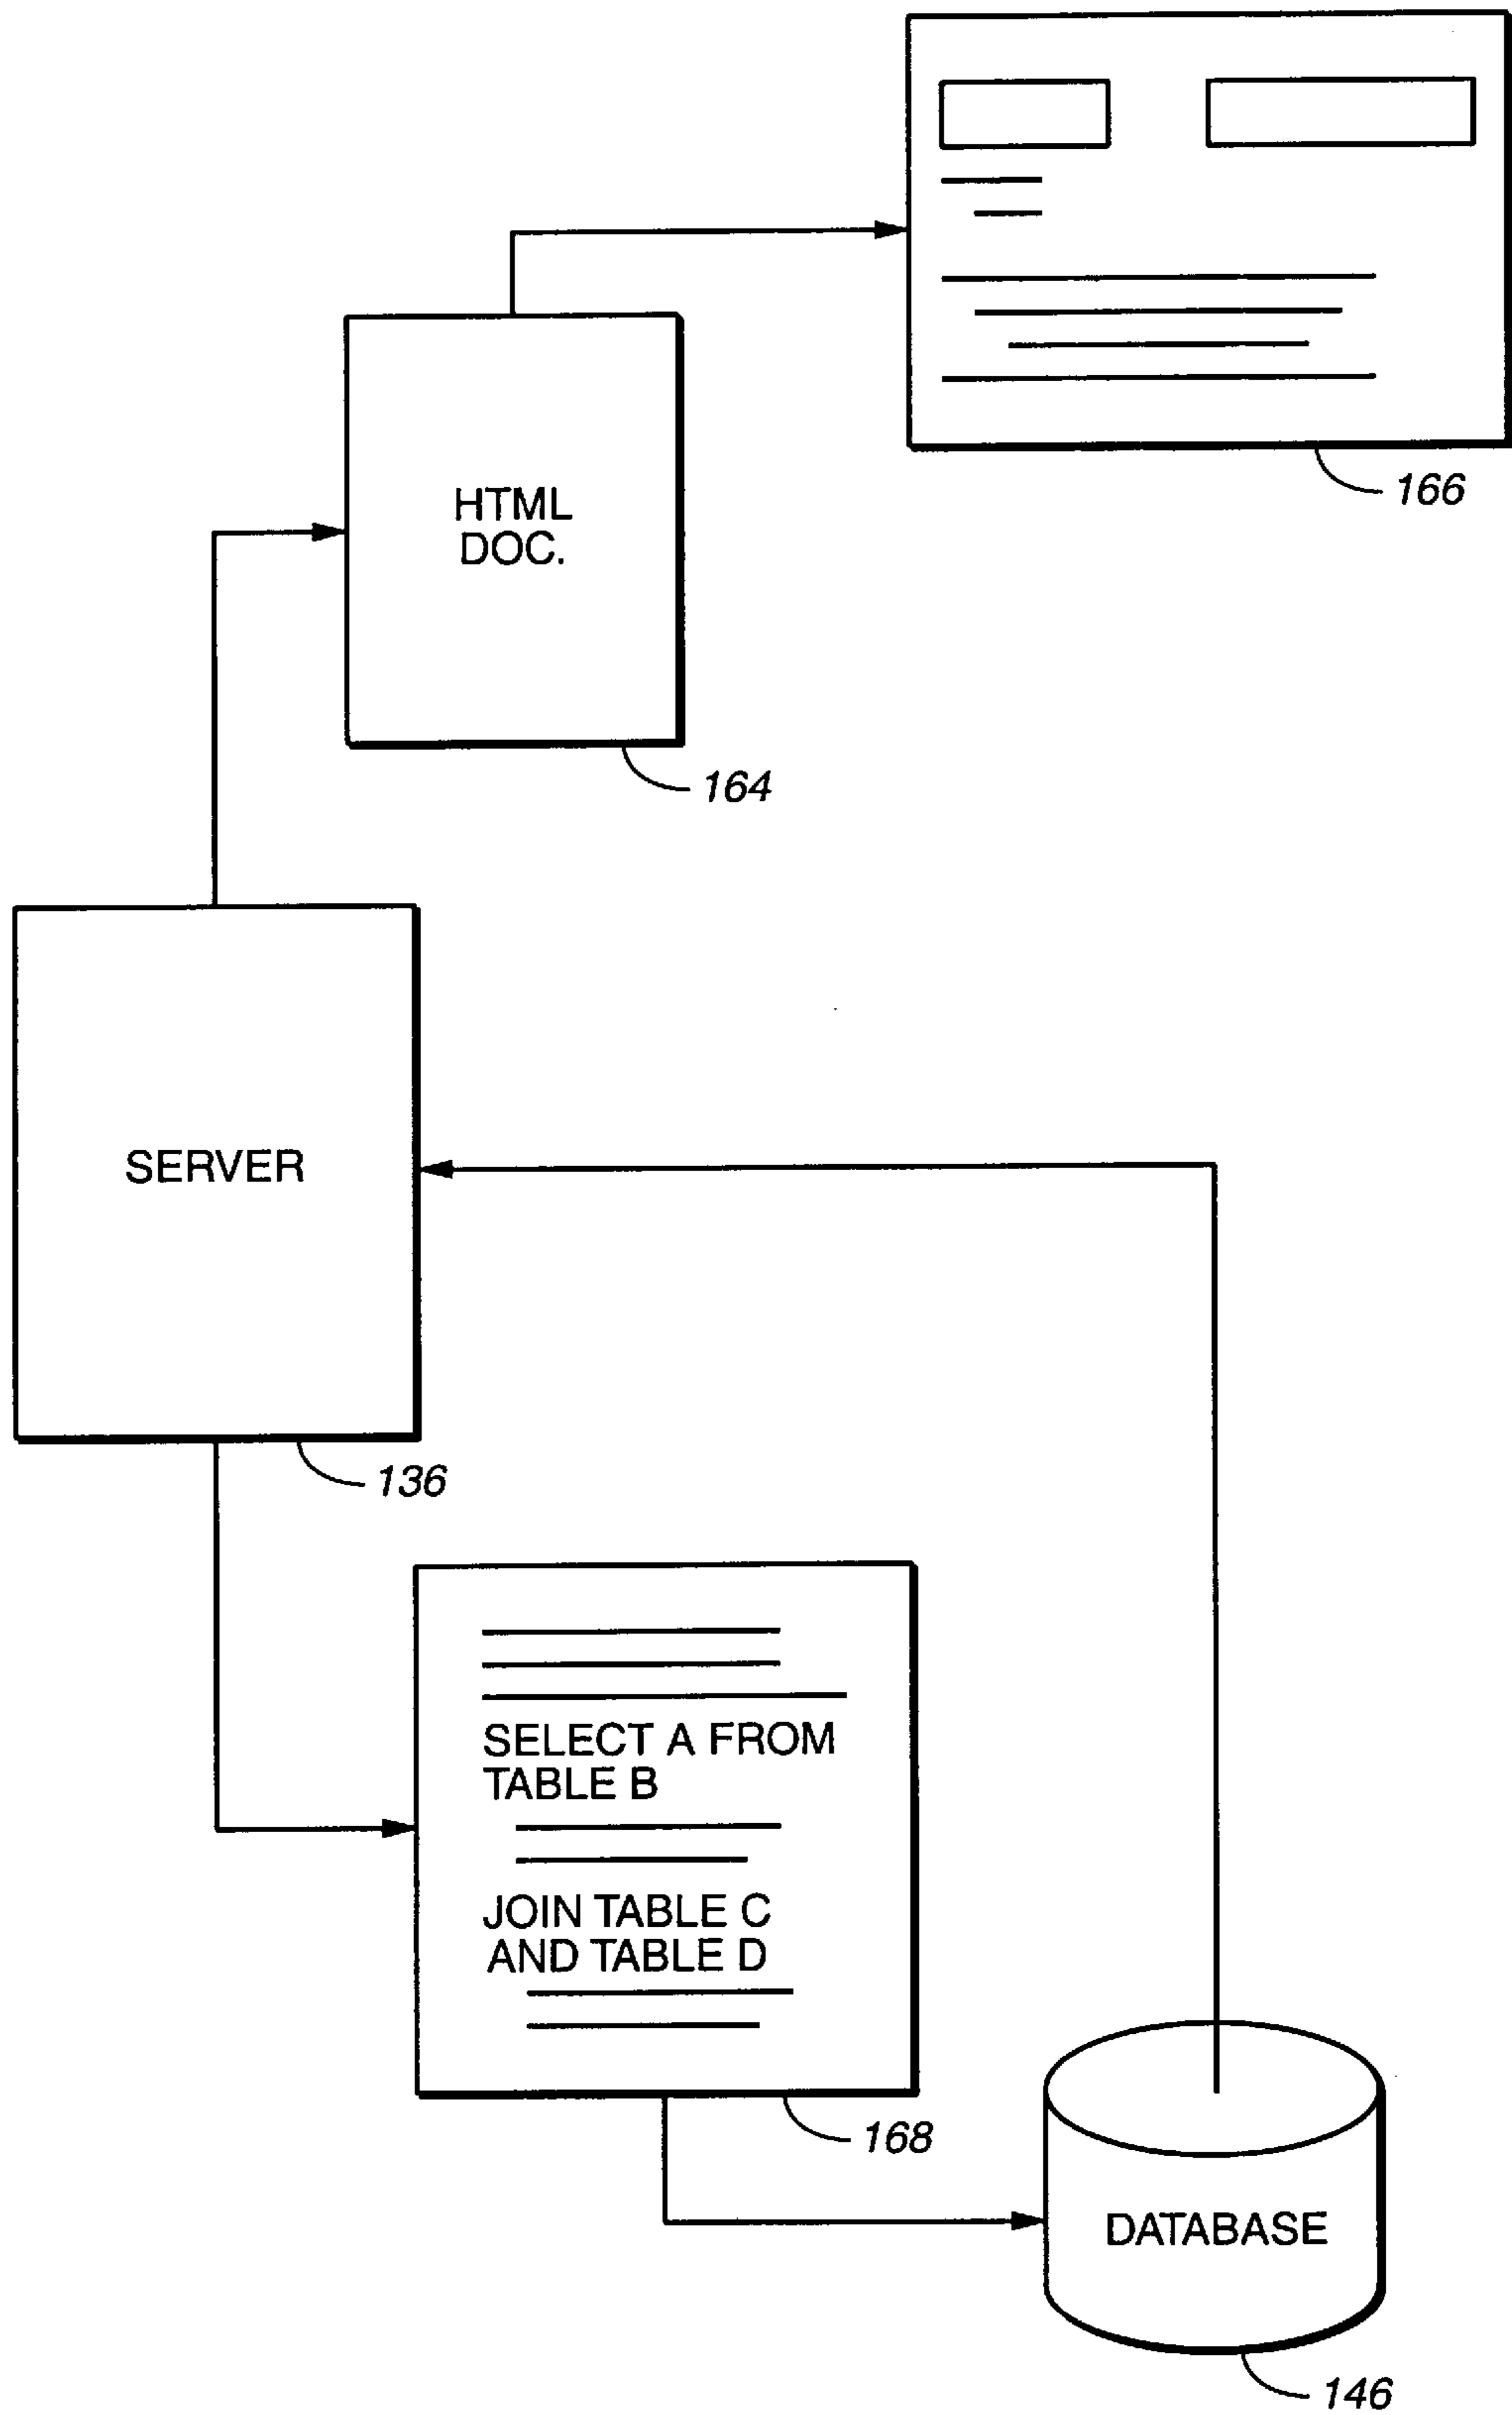 166
HTML
DOC.
164
SERVER
136
SELECT A FROM
TABLE B
JOIN TABLE C
AND TABLE D
168
DATABASE
146